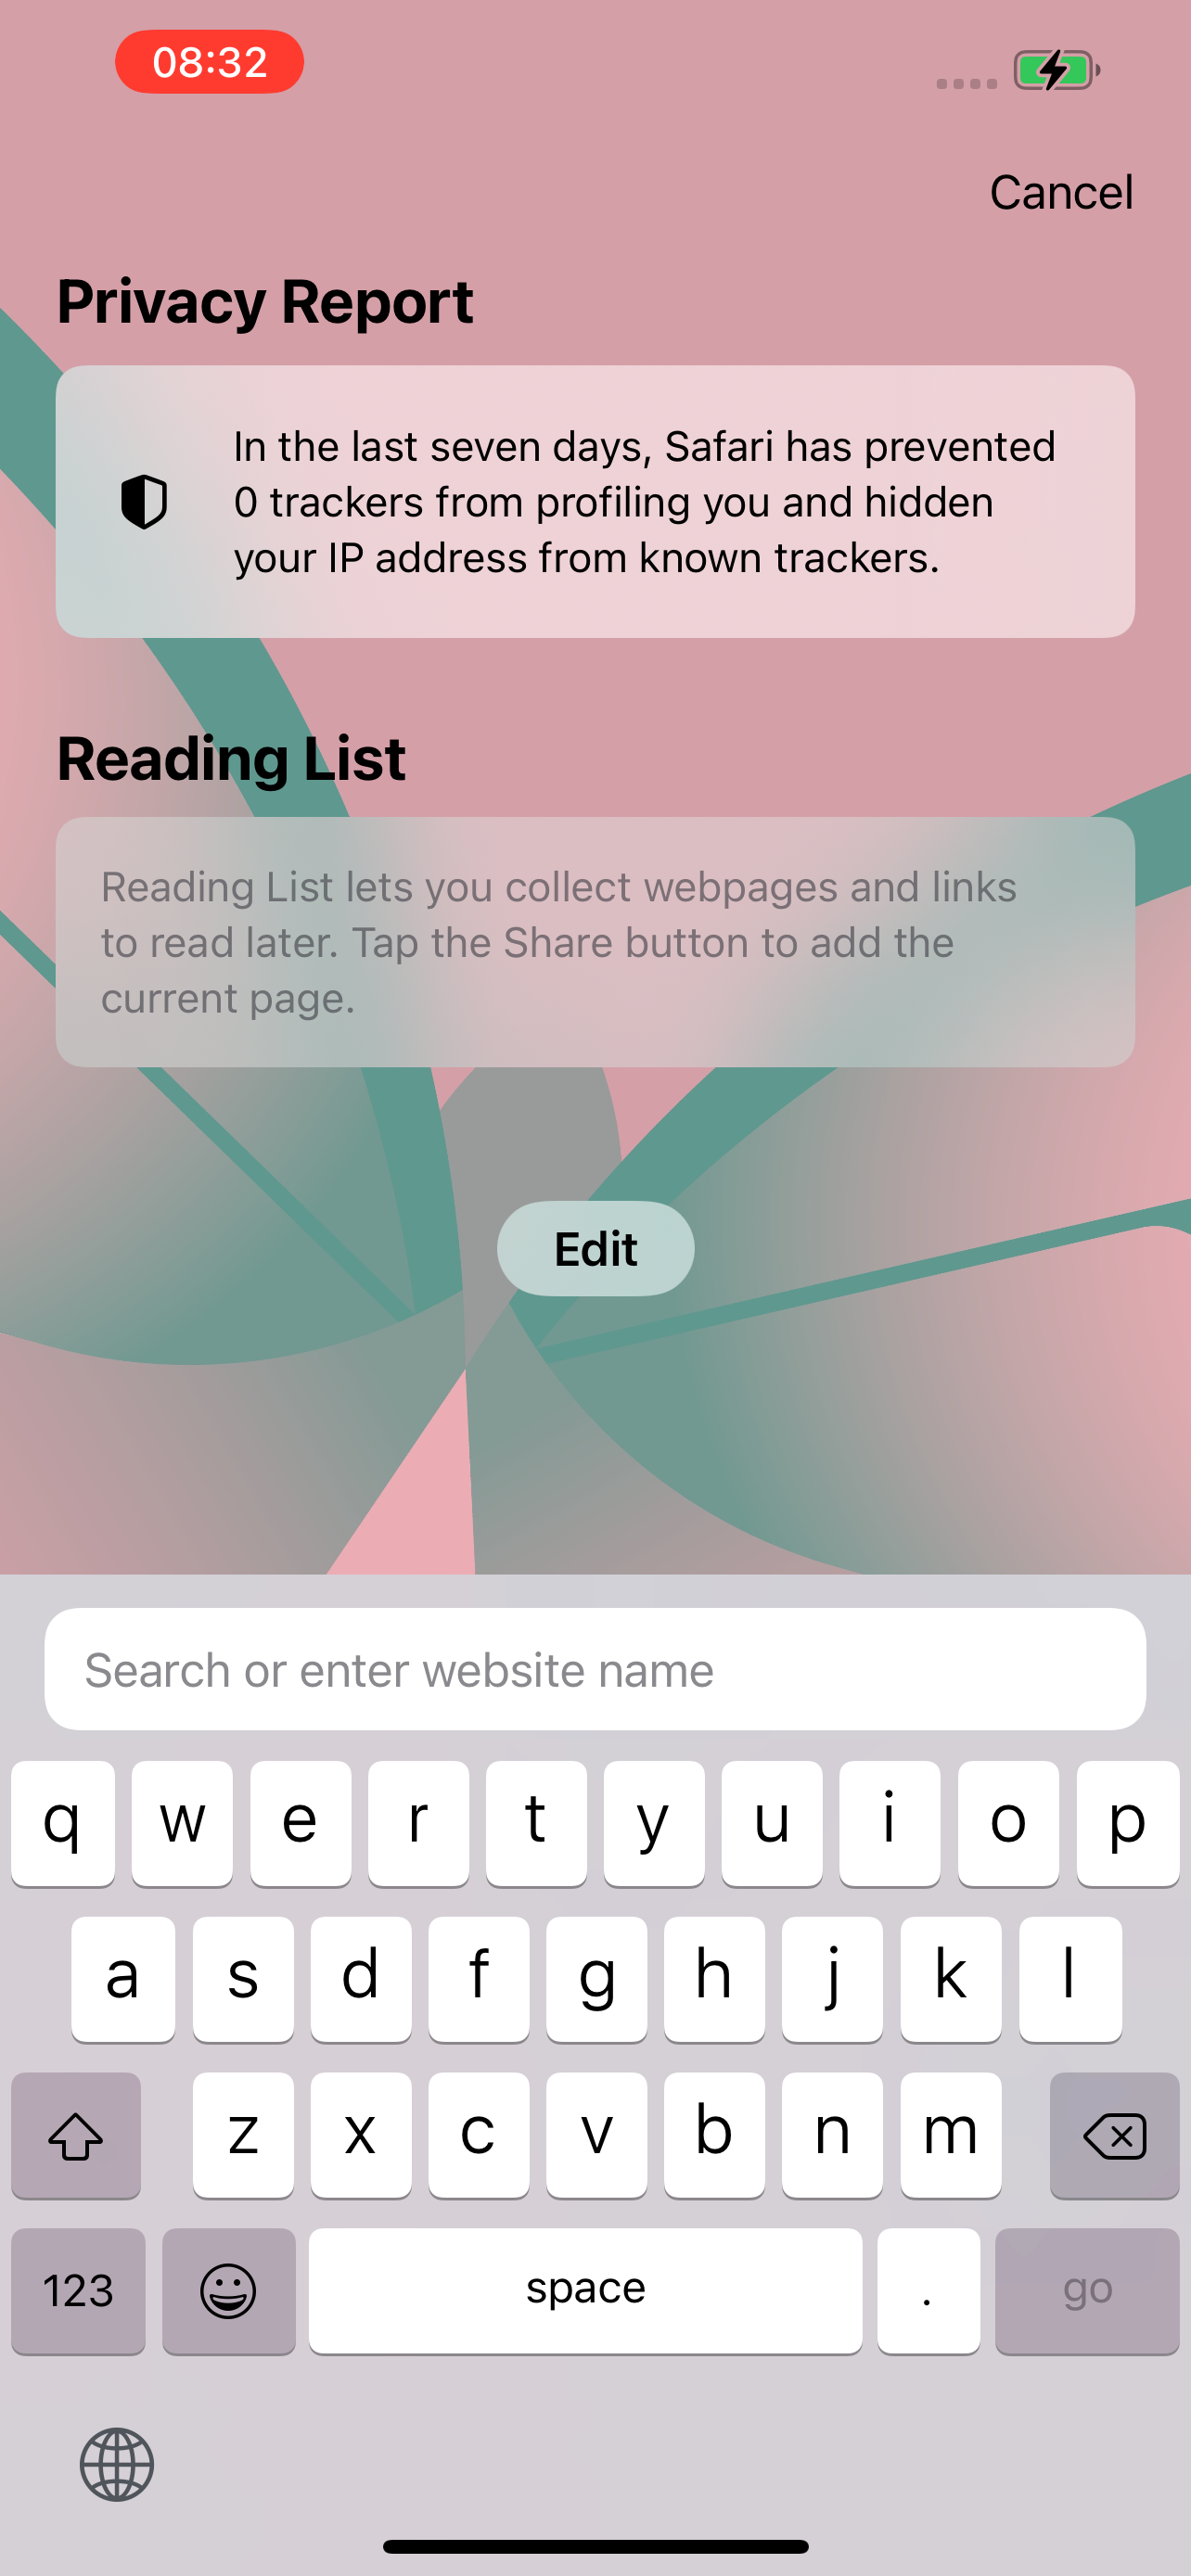 08:32
Cancel
Privacy Report
In the last seven days, Safari has prevented
0 trackers from profiling you and hidden
your IP address from known trackers.
Reading List
Reading List lets you collect webpages and links
to read later. Tap the Share button to add the
current page.
Edit
Search or enter website name
q w e r t y u i o p
a s d f g h j k l
z x c v b n m
123 space . go